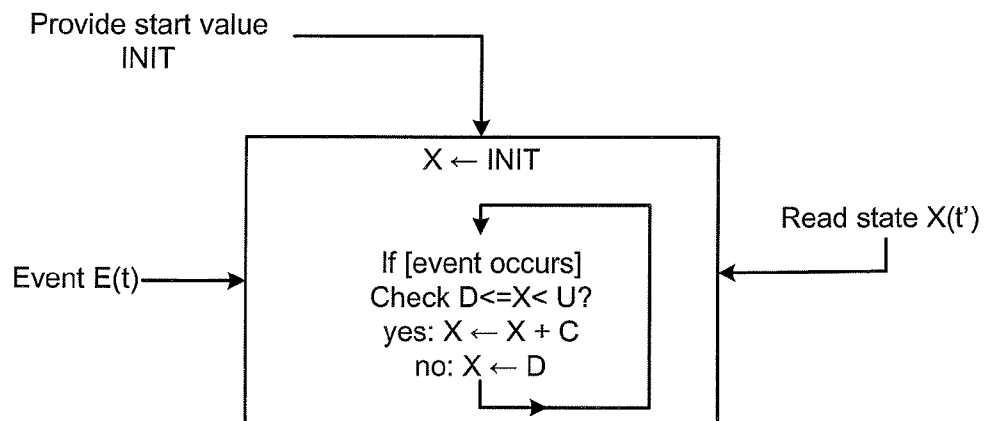 Provide start value
INIT
X ← INIT
Read state X(t’)
Event E(t)
If [event occurs]
Check D<=X< U?
yes: X ← X + C
no: X ← D